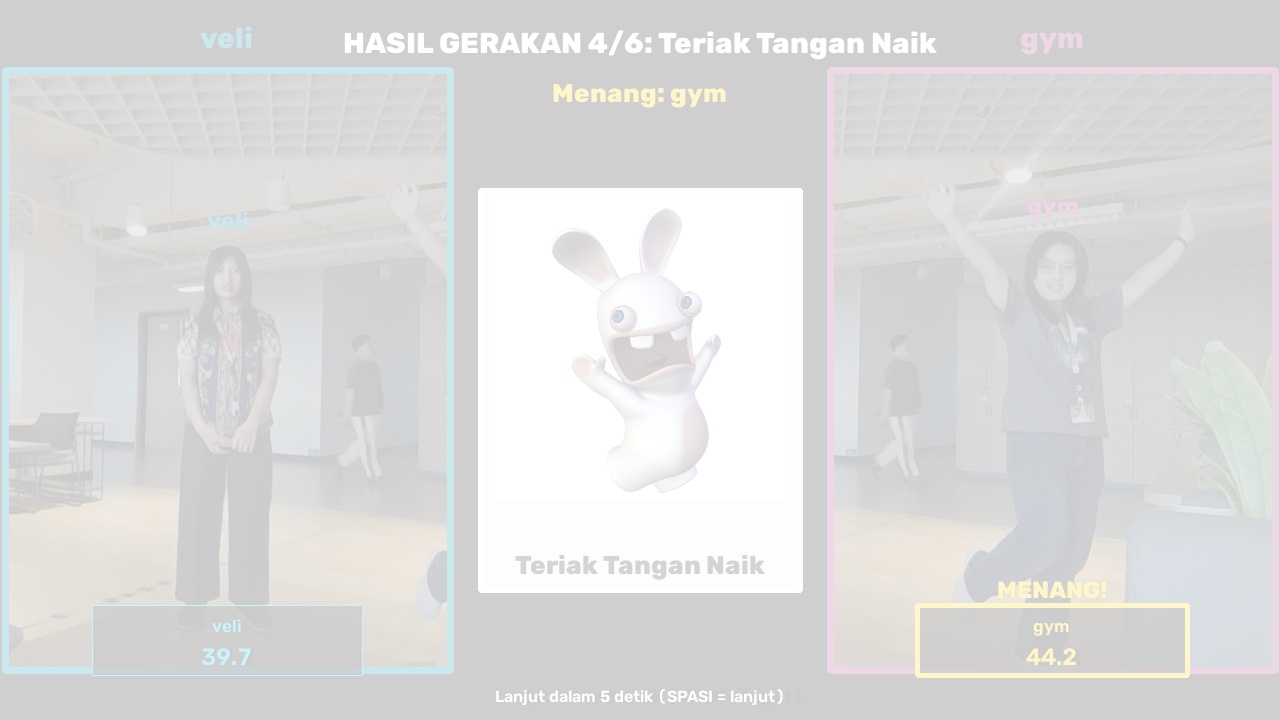 veli
HASIL GERAKAN 4/6: Teriak Tangan Naik
gym
Menang: gym
veli
gym
Teriak Tangan Naik
MENANG!
veli
39.7
gym
44.2
Lanjut dalam 5 detik (SPASI = lanjut)